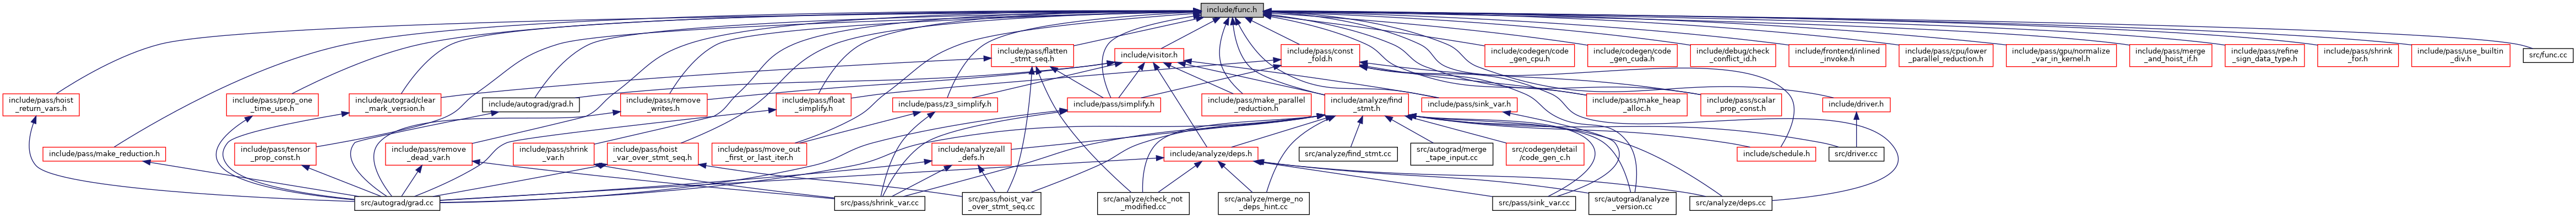 include/func.h
include/pass/flatten
_stmt_seq.h
include/visitor.h
include/pass/const
_fold.h
include/codegen/code
_gen_cpu.h
include/codegen/code
_gen_cuda.h
include/debug/check
_conflict_id.h
include/frontend/inlined
_invoke.h
include/pass/cpu/lower
_parallel_reduction.h
include/pass/gpu/normalize
_var_in_kernel.h
include/pass/merge
_and_hoist_if.h
include/pass/refine
_sign_data_type.h
include/pass/shrink
_for.h
include/pass/use_builtin
_div.h
src/func.cc
include/pass/hoist
_return_vars.h
include/pass/prop_one
_time_use.h
include/autograd/clear
_mark_version.h
include/autograd/grad.h
include/pass/remove
_writes.h
include/pass/float
_simplify.h
include/pass/z3_simplify.h
include/pass/simplify.h
include/pass/make_parallel
_reduction.h
include/analyze/find
_stmt.h
include/pass/sink_var.h
include/pass/make_heap
_alloc.h
include/pass/scalar
_prop_const.h
include/driver.h
include/pass/make_reduction.h
include/pass/tensor
_prop_const.h
include/pass/remove
_dead_var.h
include/pass/shrink
_var.h
include/pass/hoist
_var_over_stmt_seq.h
include/pass/move_out
_first_or_last_iter.h
include/analyze/all
_defs.h
include/analyze/deps.h
src/analyze/find_stmt.cc
src/autograd/merge
_tape_input.cc
src/codegen/detail
/code_gen_c.h
include/schedule.h
src/driver.cc
src/autograd/grad.cc
src/pass/shrink_var.cc
src/pass/hoist_var
_over_stmt_seq.cc
src/analyze/check_not
_modified.cc
src/analyze/merge_no
_deps_hint.cc
src/pass/sink_var.cc
src/autograd/analyze
_version.cc
src/analyze/deps.cc